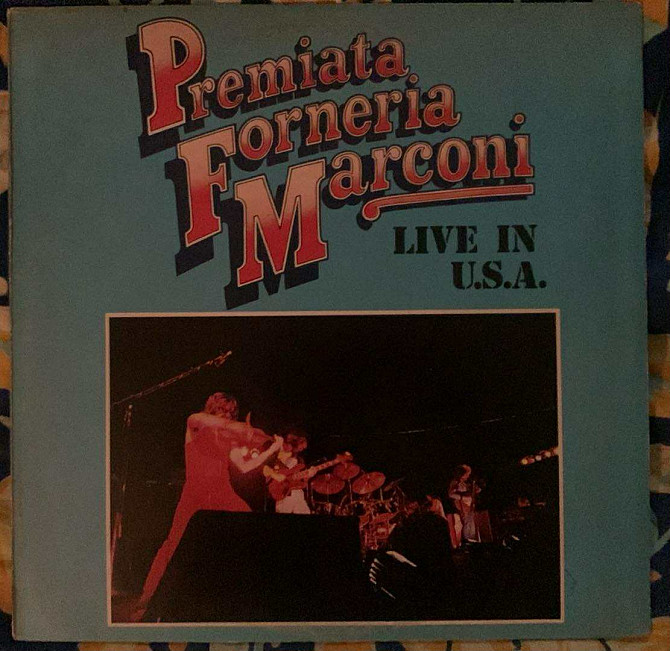 Premiata
Forneria
Marconi
LIVE IN
U.S.A.